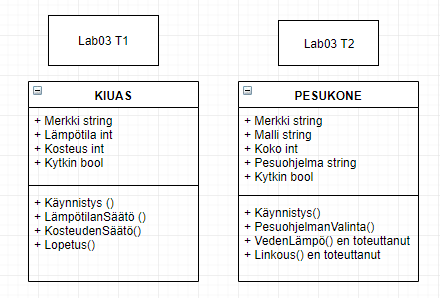 Lab03 T1
KIUAS
+ Merkki string
+ Lämpötila int
+ Kosteus int
+ Kytkin bool
+ Käynnistys ()
+ LämpötilanSäätö ()
+ KosteudenSäätö()
+ Lopetus()
Lab03 T2
PESUKONE
+ Merkki string
+ Malli string
+ Koko int
+ Pesuohjelma string
+ Kytkin bool
+ Käynnistys()
+ PesuohjelmanValinta()
+ VedenLämpö() en toteuttanut
+ Linkous() en toteuttanut